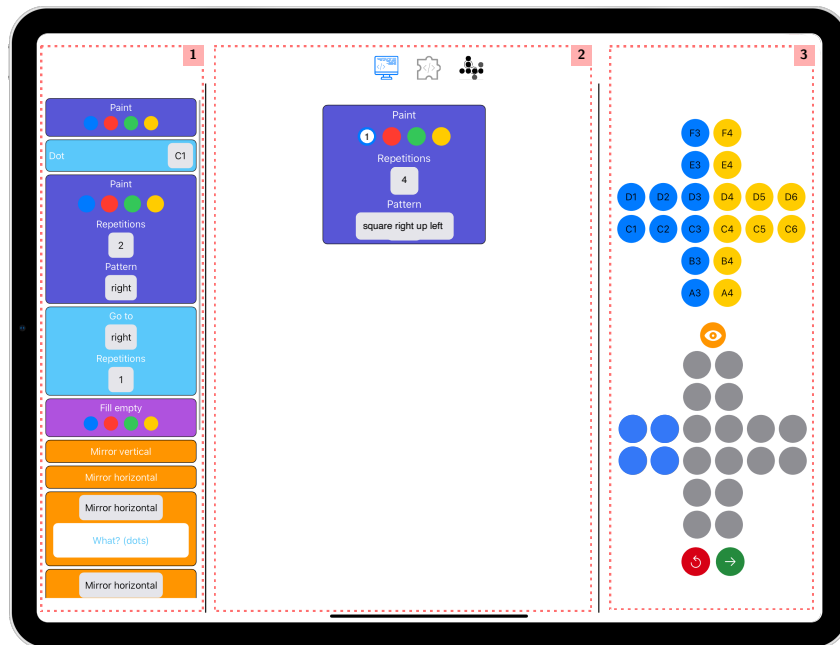 1
Paint
Dot C1
Paint
Repetitions
2
Pattern
right
Go to
right
Repetitions
1
Fill empty
Mirror vertical
Mirror horizontal
Mirror horizontal
What? (dots)
Mirror horizontal
2
Paint
1
Repetitions
4
Pattern
square right up left
3
F3 F4
E3 E4
D1 D2 D3 D4 D5 D6
C1 C2 C3 C4 C5 C6
B3 B4
A3 A4